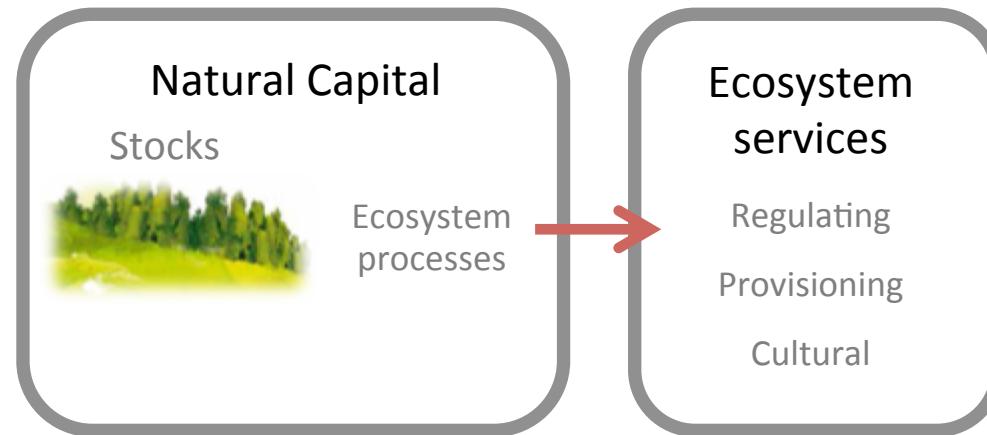 Natural Capital
Stocks
Ecosystem
processes
Ecosystem
services
Regulating
Provisioning
Cultural